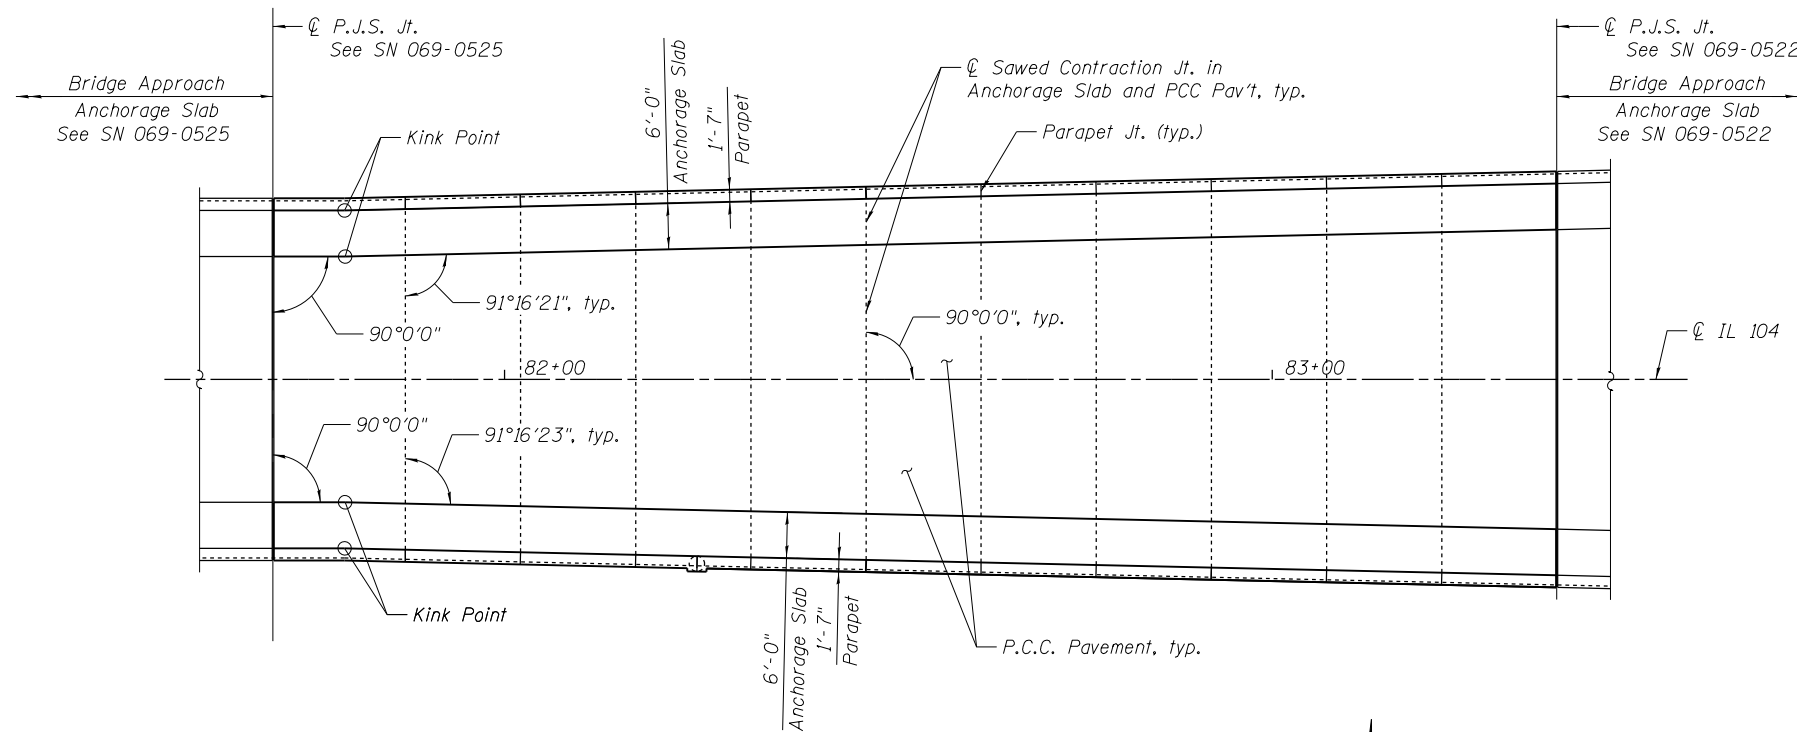 ℄ P.J.S. Jt.
See SN 069-0525
Bridge Approach
Anchorage Slab
See SN 069-0525
Kink Point
6'-0"
Anchorage Slab
1'-7"
Parapet
℄ Sawed Contraction Jt. in
Anchorage Slab and PCC Pav't, typ.
Parapet Jt. (typ.)
℄ P.J.S. Jt.
See SN 069-0522
Bridge Approach
Anchorage Slab
See SN 069-0522
91°16'21", typ.
90°0'0"
90°0'0", typ.
℄ IL 104
82+00
83+00
90°0'0"
91°16'23", typ.
Kink Point
6'-0"
Anchorage Slab
1'-7"
Parapet
P.C.C. Pavement, typ.